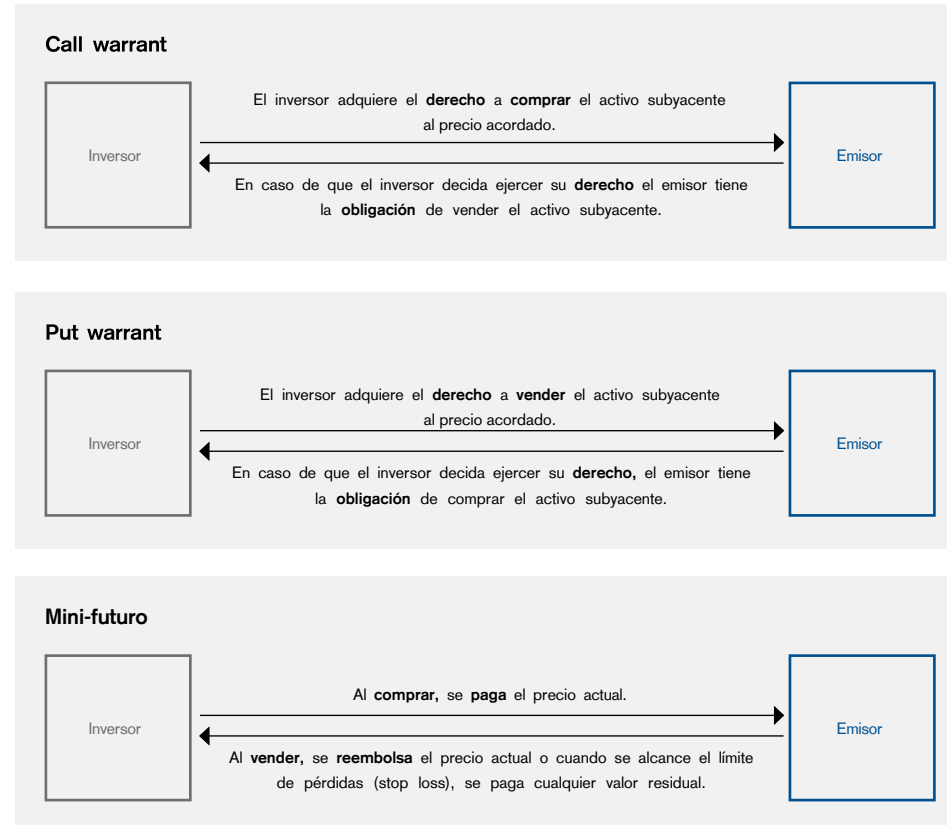 Call warrant
El inversor adquiere el derecho a comprar el activo subyacente
al precio acordado.
Inversor
Emisor
En caso de que el inversor decida ejercer su derecho el emisor tiene
la obligación de vender el activo subyacente.
Put warrant
El inversor adquiere el derecho a vender el activo subyacente
al precio acordado.
Inversor
Emisor
En caso de que el inversor decida ejercer su derecho, el emisor tiene
la obligación de comprar el activo subyacente.
Mini-futuro
Al comprar, se paga el precio actual.
Inversor
Emisor
Al vender, se reembolsa el precio actual o cuando se alcance el límite
de pérdidas (stop loss), se paga cualquier valor residual.